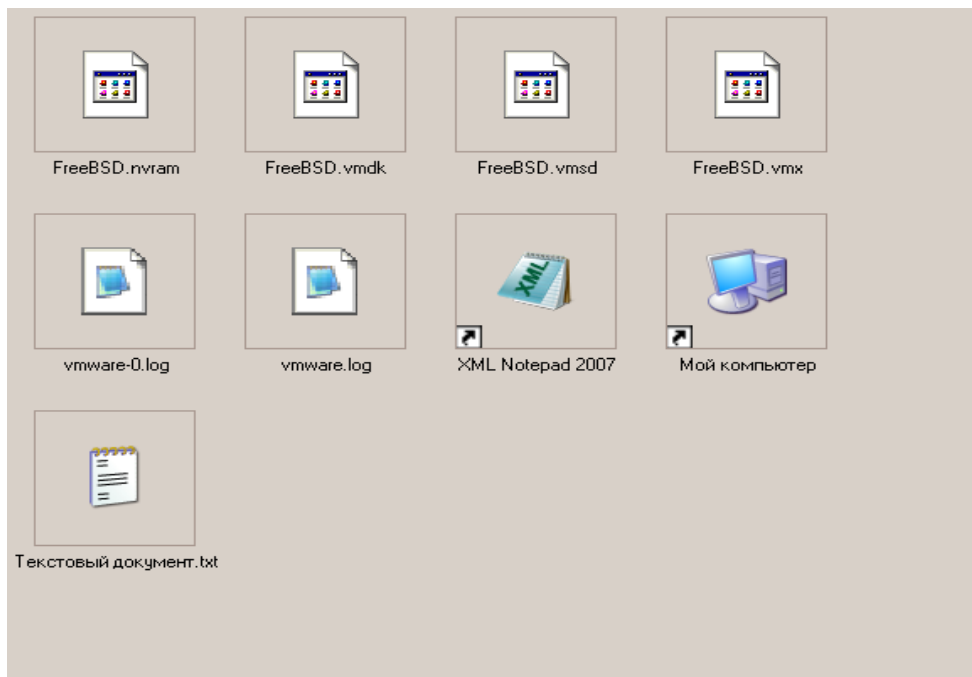 FreeBSD.nvram
FreeBSD.vmdk
FreeBSD.vmsd
FreeBSD.vmx
vmware-0.log
vmware.log
XML
XML Notepad 2007
Мой компьютер
Текстовый документ.txt